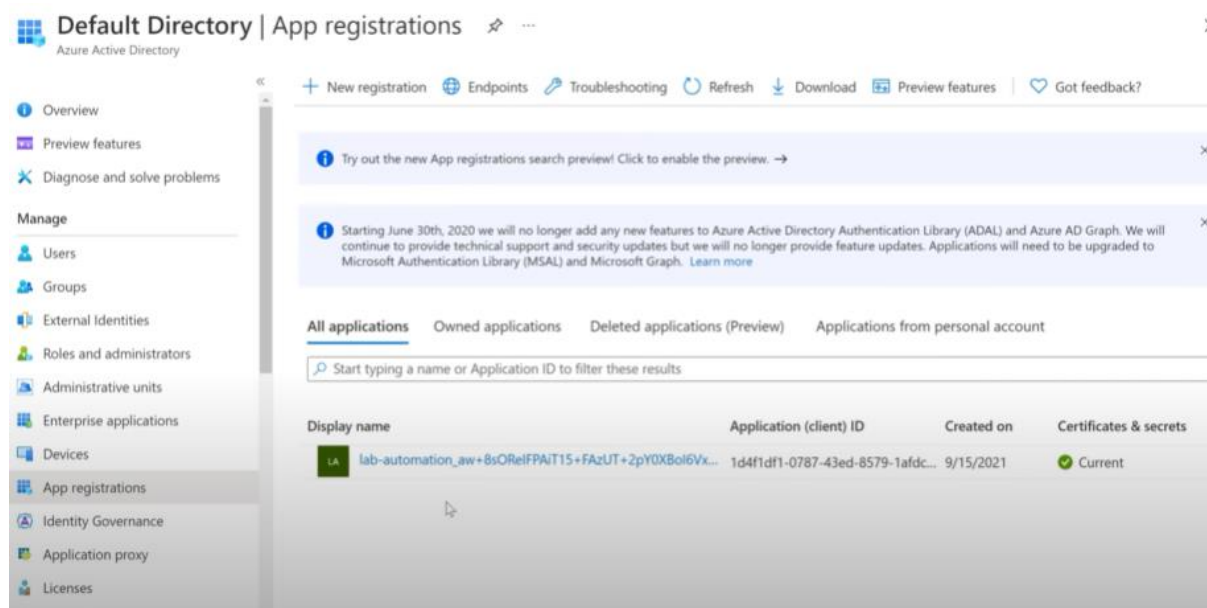 Default Directory | App registrations
Azure Active Directory
Overview
Preview features
Diagnose and solve problems
Manage
Users
Groups
External Identities
Roles and administrators
Administrative units
Enterprise applications
Devices
App registrations
Identity Governance
Application proxy
Licenses
New registration Endpoints Troubleshooting Refresh Download Preview features Got feedback?
Try out the new App registrations search preview! Click to enable the preview. →
Starting June 30th, 2020 we will no longer add any new features to Azure Active Directory Authentication Library (ADAL) and Azure AD Graph. We will
continue to provide technical support and security updates but we will no longer provide feature updates. Applications will need to be upgraded to
Microsoft Authentication Library (MSAL) and Microsoft Graph. Learn more
All applications Owned applications Deleted applications (Preview) Applications from personal account
Start typing a name or Application ID to filter these results
Display name Application (client) ID Created on Certificates & secrets
LA 1d4f1df1-0787-43ed-8579-1afdc... 9/15/2021 Current